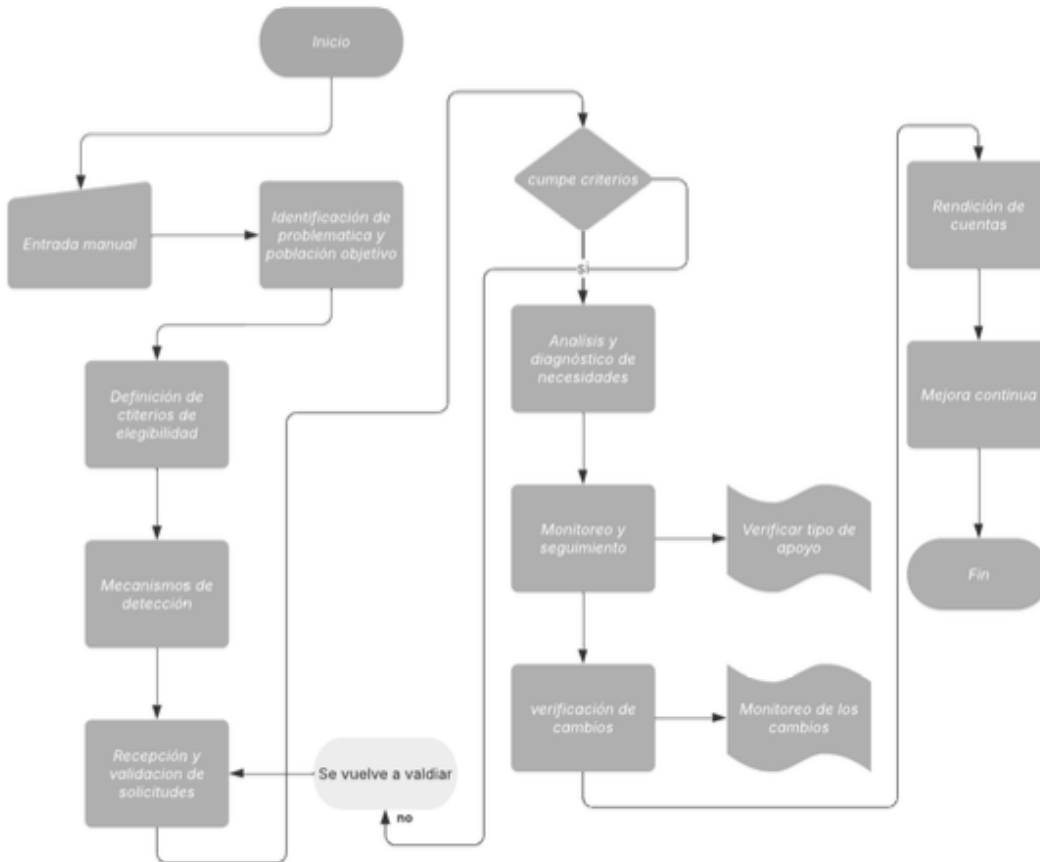 Inicio
Entrada manual
Identificación de
problematica y
población objetivo
Definición de
ctiterios de
elegibilidad
Mecanismos de
detección
Recepción y
validacion de
solicitudes
Se vuelve a valdiar
no
cumpe criterios
si
Analísis y
diagnóstico de
necesidades
Monitoreo y
seguimiento
Verificar tipo de
apoyo
verificación de
cambios
Monitoreo de los
cambios
Rendición de
cuentas
Mejora continua
Fin